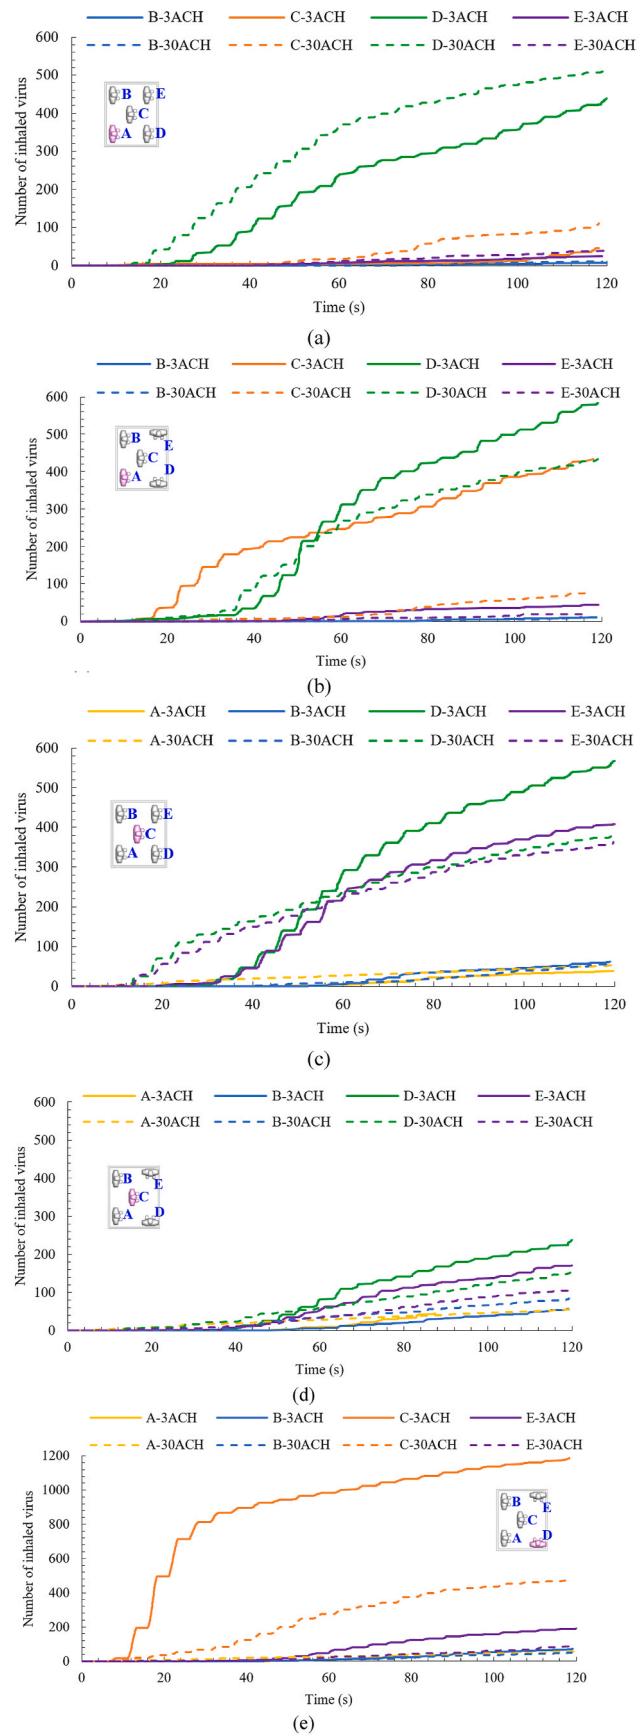 B-3ACH C-3ACH D-3ACH E-3ACH
B-30ACH C-30ACH D-30ACH E-30ACH
600
500
400
300
200
100
0
Number of inhaled virus
B E
C
A D
0 20 40 60 80 100 120
Time (s)
(a)
B-3ACH C-3ACH D-3ACH E-3ACH
B-30ACH C-30ACH D-30ACH E-30ACH
600
500
400
300
200
100
0
Number of inhaled virus
B
E
C
D
A
0 20 40 60 80 100 120
Time (s)
(b)
A-3ACH B-3ACH D-3ACH E-3ACH
A-30ACH B-30ACH D-30ACH E-30ACH
600
500
400
300
200
100
0
Number of inhaled virus
B E
C
A D
0 20 40 60 80 100 120
Time (s)
(c)
A-3ACH B-3ACH D-3ACH E-3ACH
A-30ACH B-30ACH D-30ACH E-30ACH
600
500
400
300
200
100
0
Number of inhaled virus
B
E
C
A D
0 20 40 60 80 100 120
Time (s)
(d)
A-3ACH B-3ACH C-3ACH E-3ACH
A-30ACH B-30ACH C-30ACH E-30ACH
1200
1000
800
600
400
200
0
Number of inhaled virus
B
E
C
A D
0 20 40 60 80 100 120
Time (s)
(e)